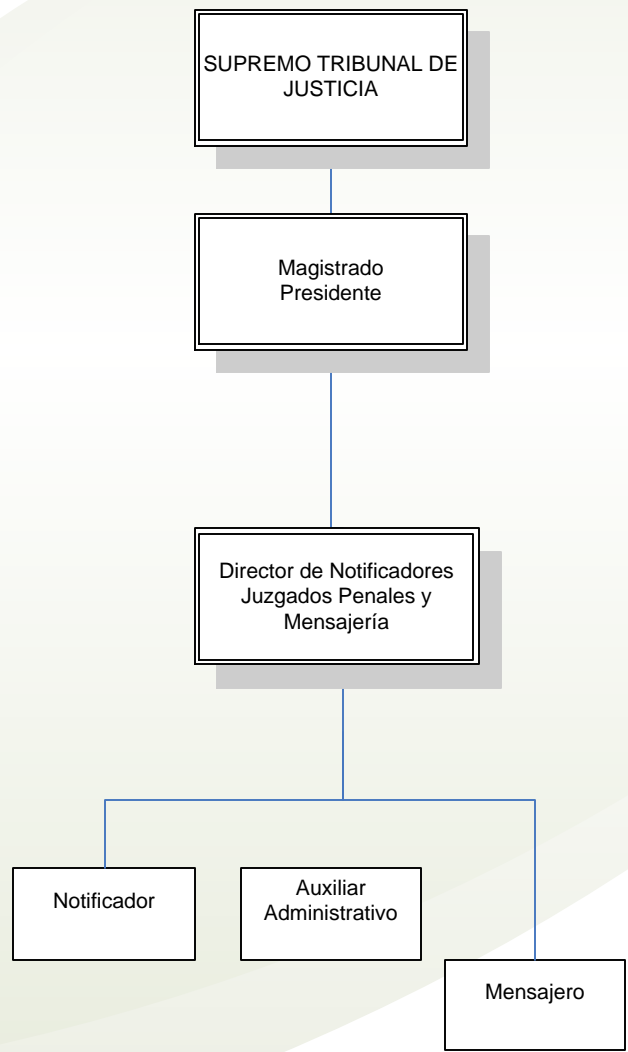 SUPREMO TRIBUNAL DE
JUSTICIA
Magistrado
Presidente
Director de Notificadores
Juzgados Penales y
Mensajería
Notificador
Auxiliar
Administrativo
Mensajero